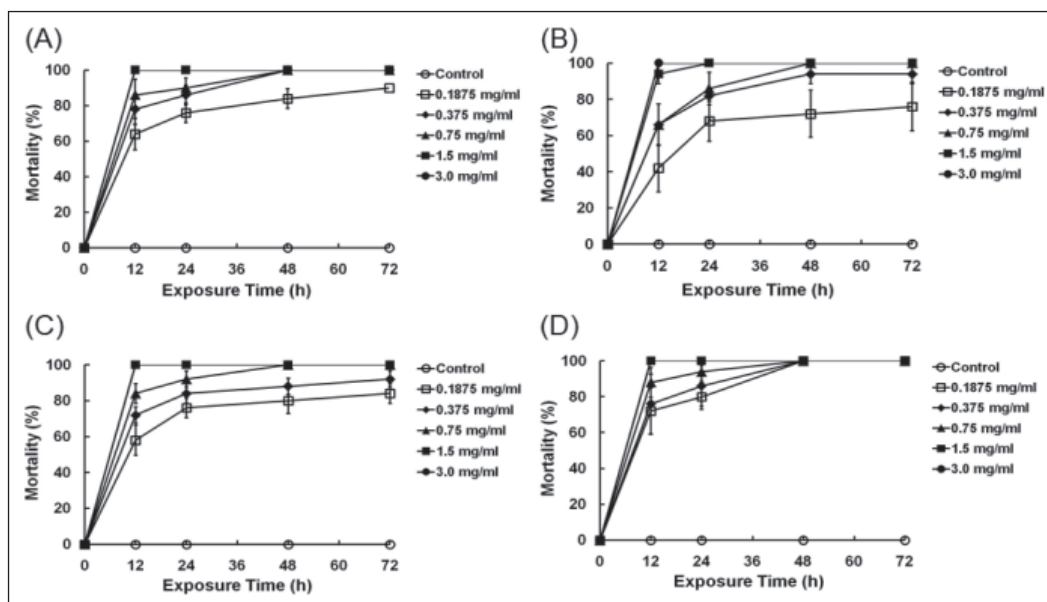 (A)
Mortality (%)
120
100
80
60
40
20
0
0 12 24 36 48 60 72
Exposure Time (h)
Control
0.1875 mg/ml
0.375 mg/ml
0.75 mg/ml
1.5 mg/ml
3.0 mg/ml
(B)
Mortality (%)
120
100
80
60
40
20
0
0 12 24 36 48 60 72
Exposure Time (h)
Control
0.1875 mg/ml
0.375 mg/ml
0.75 mg/ml
1.5 mg/ml
3.0 mg/ml
(C)
Mortality (%)
120
100
80
60
40
20
0
0 12 24 36 48 60 72
Exposure Time (h)
Control
0.1875 mg/ml
0.375 mg/ml
0.75 mg/ml
1.5 mg/ml
3.0 mg/ml
(D)
Mortality (%)
120
100
80
60
40
20
0
0 12 24 36 48 60 72
Exposure Time (h)
Control
0.1875 mg/ml
0.375 mg/ml
0.75 mg/ml
1.5 mg/ml
3.0 mg/ml